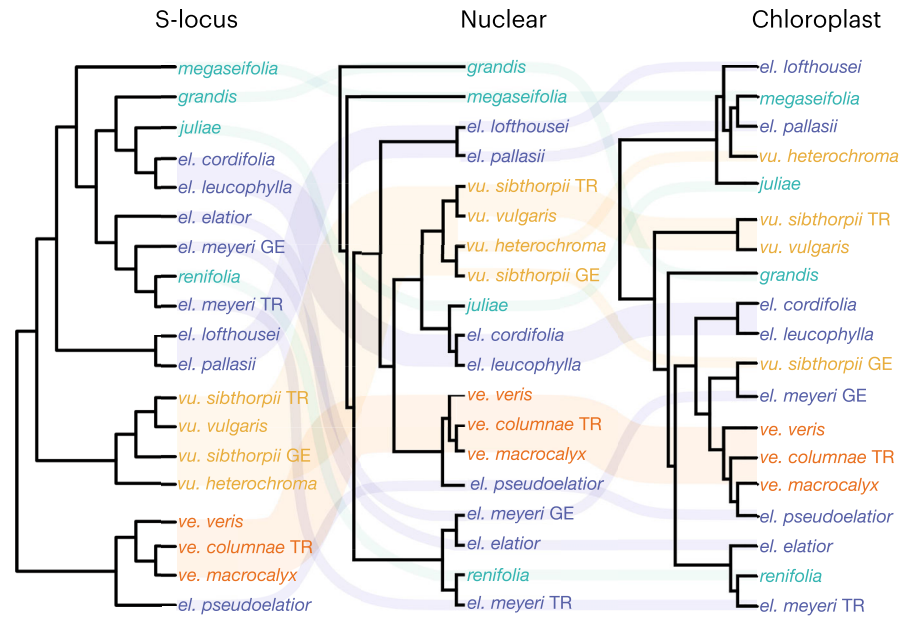 S-locus
megaseifolia
grandis
juliae
el. cordifolia
el. leucophylla
el. elatior
el. meyeri GE
renifolia
el. meyeri TR
el. lofthousei
el. pallasii
vu. sibthorpii TR
vu. vulgaris
vu. sibthorpii GE
vu. heterochroma
ve. veris
ve. columnae TR
ve. macrocalyx
el. pseudoelatior
Nuclear
grandis
megaseifolia
el. lofthousei
el. pallasii
vu. sibthorpii TR
vu. vulgaris
vu. heterochroma
vu. sibthorpii GE
juliae
el. cordifolia
el. leucophylla
ve. veris
ve. columnae TR
ve. macrocalyx
el. pseudoelatior
el. meyeri GE
el. elatior
renifolia
el. meyeri TR
Chloroplast
el. lofthousei
megaseifolia
el. pallasii
vu. heterochroma
juliae
vu. sibthorpii TR
vu. vulgaris
grandis
el. cordifolia
el. leucophylla
vu. sibthorpii GE
el. meyeri GE
ve. veris
ve. columnae TR
ve. macrocalyx
el. pseudoelatior
el. elatior
renifolia
el. meyeri TR